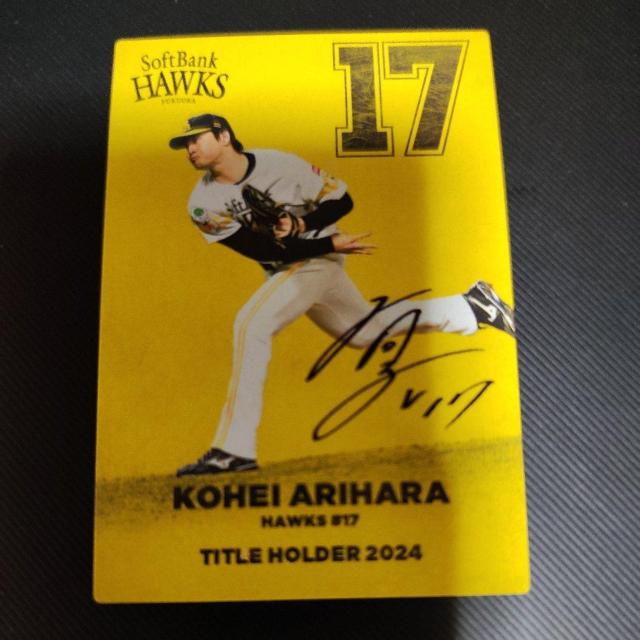 SoftBank
HAWKS
FUKUOKA
17
KOHEI ARIHARA
HAWKS #17
TITLE HOLDER 2024